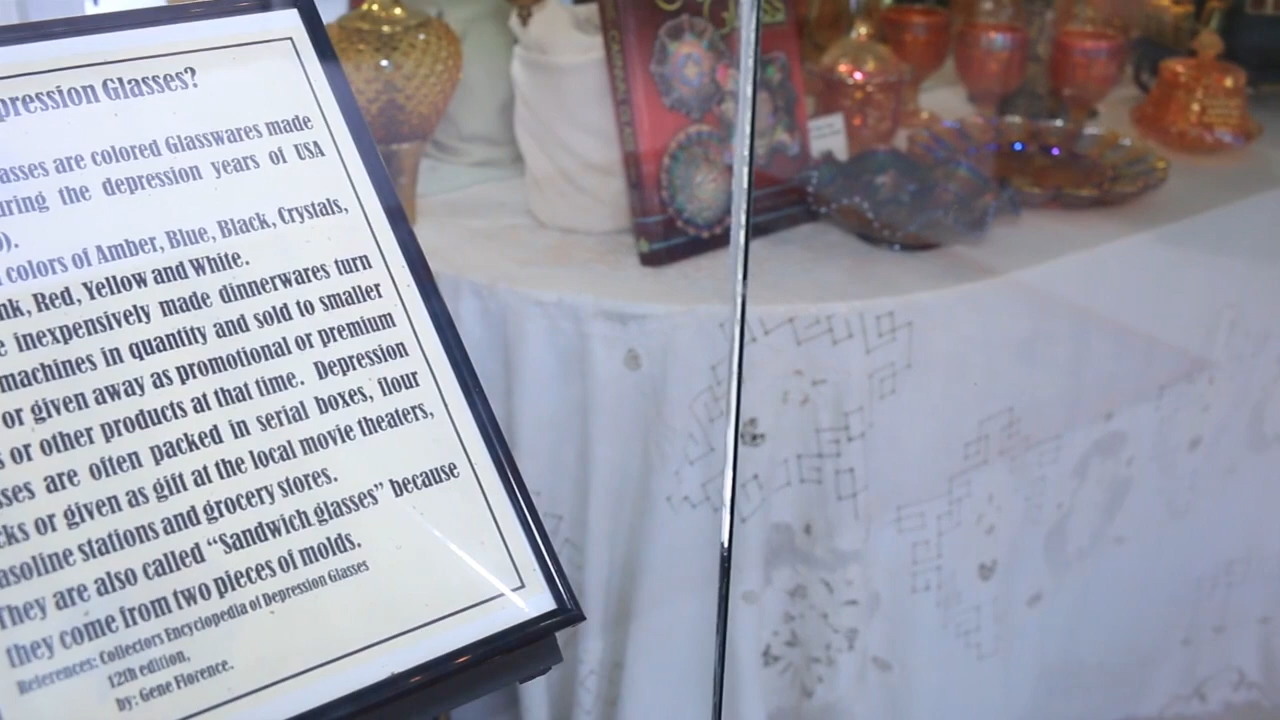 pression Glasses?
asses are colored Glasswares made
uring the depression years of USA
).
colors of Amber, Blue, Black, Crystals,
nk, Red, Yellow and White.
e inexpensively made dinnerwares turn
machines in quantity and sold to smaller
or given away as promotional or premium
s or other products at that time. Depression
sses are often packed in serial boxes, flour
cks or given as gift at the local movie theaters,
asoline stations and grocery stores.
They are also called “Sandwich glasses” because
they come from two pieces of molds.
References: Collectors Encyclopedia of Depression Glasses
12th edition,
by: Gene Florence.